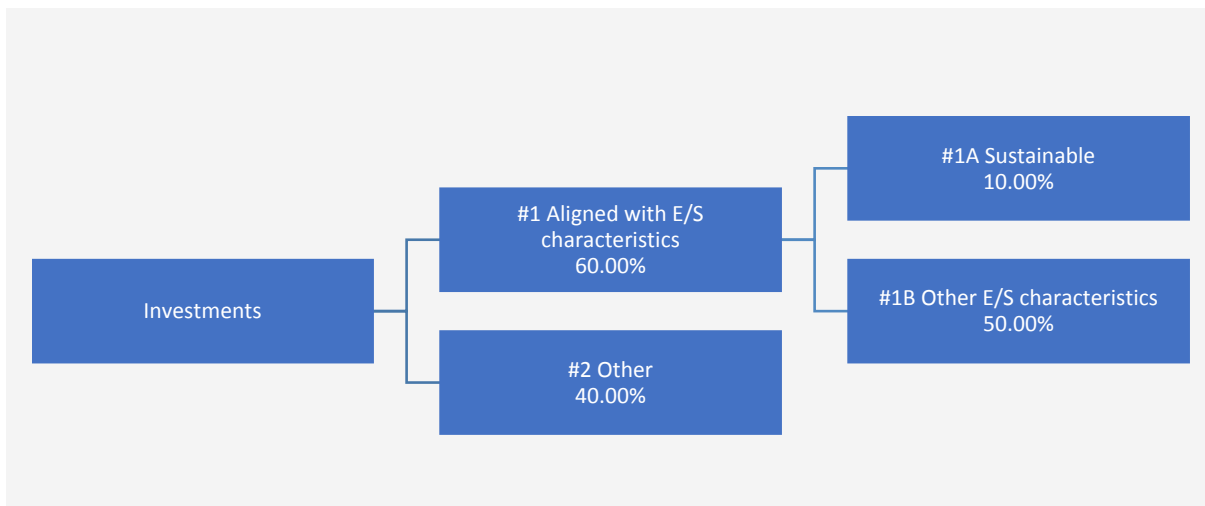 Investments
#1 Aligned with E/S
characteristics
60.00%
#2 Other
40.00%
#1A Sustainable
10.00%
#1B Other E/S characteristics
50.00%